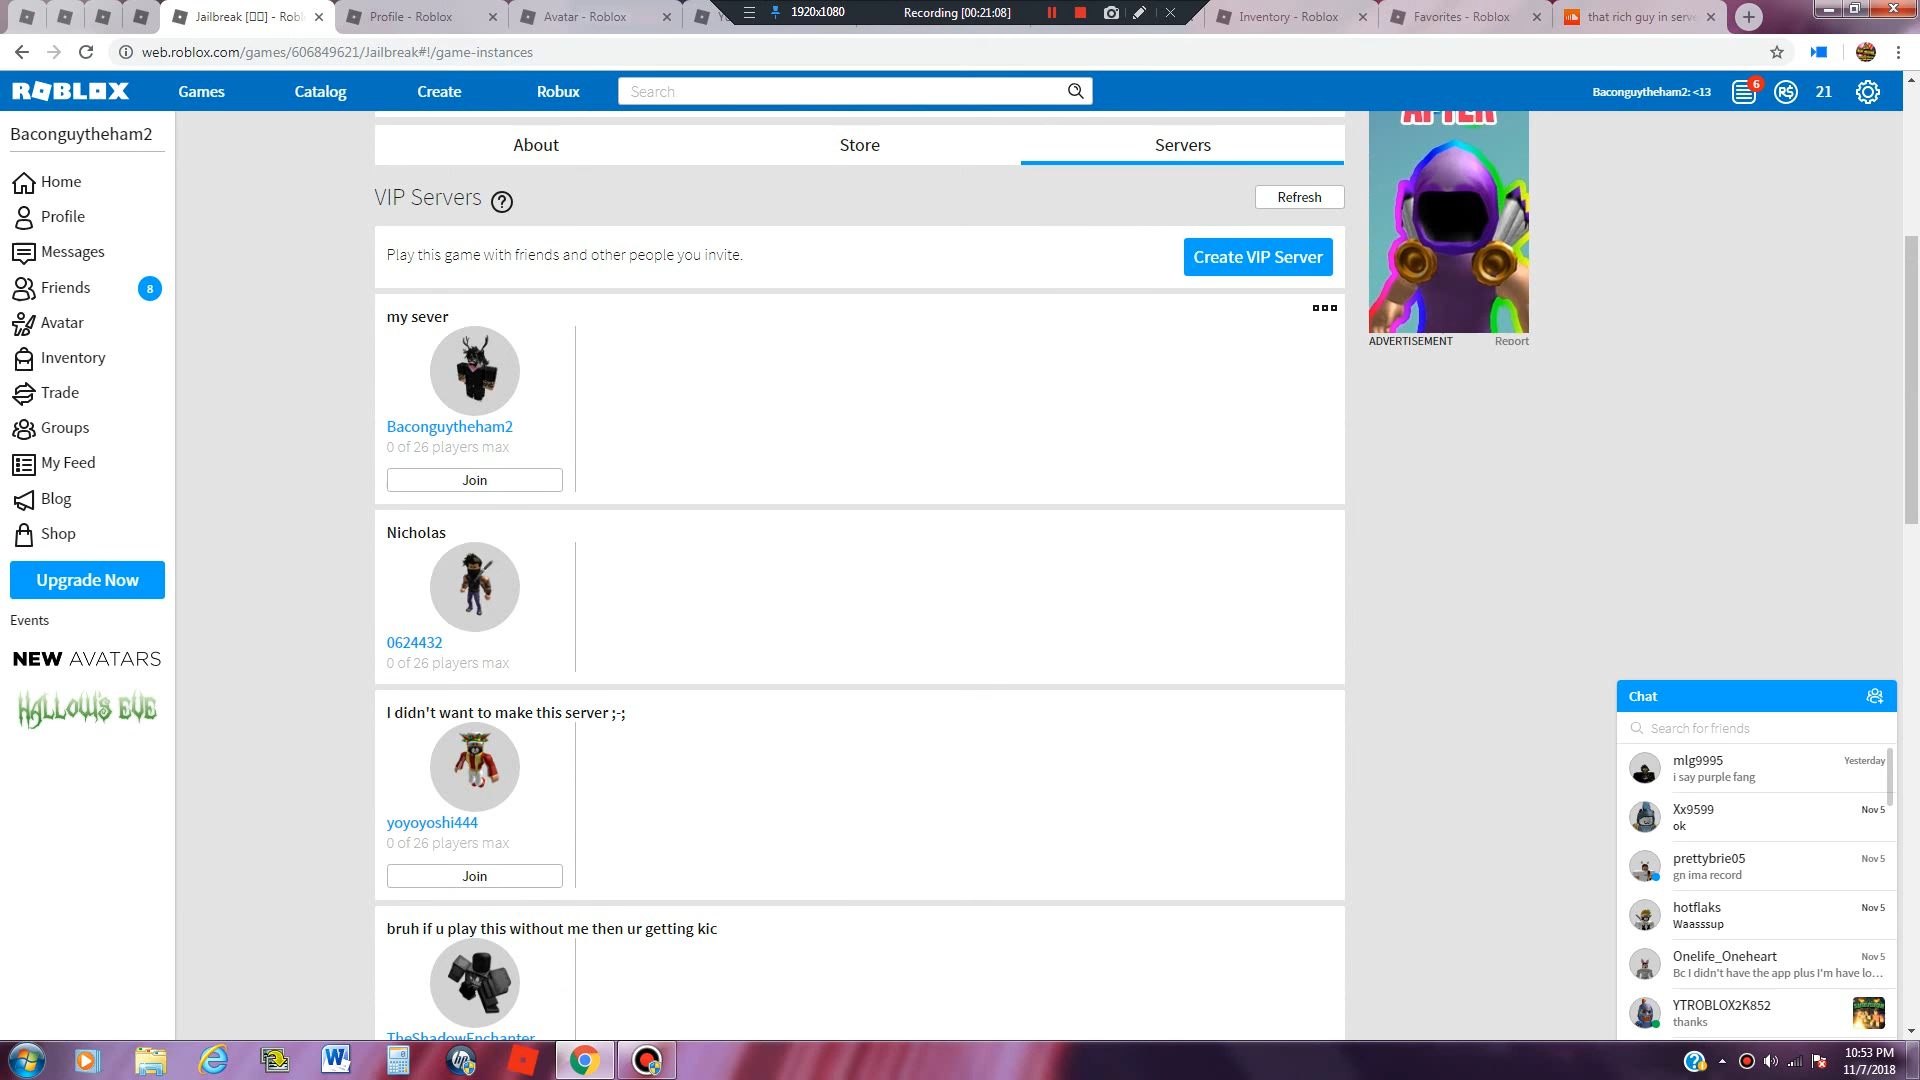 Jailbreak [▯▯] - Robl
Profile - Roblox
Avatar - Roblox
1920x1080
Recording [00:21:08]
Inventory - Roblox
Favorites - Roblox
that rich guy in serve
web.roblox.com/games/606849621/Jailbreak#!/game-instances
ROBLOX
Games
Catalog
Create
Robux
Search
Baconguytheham2: <13
6
R$
21
Baconguytheham2
Home
Profile
Messages
Friends
8
Avatar
Inventory
Trade
Groups
My Feed
Blog
Shop
Upgrade Now
Events
NEW AVATARS
HALLOW'S EVE
About
Store
Servers
VIP Servers
?
Refresh
Play this game with friends and other people you invite.
Create VIP Server
my sever
Baconguytheham2
0 of 26 players max
Join
Nicholas
0624432
0 of 26 players max
I didn't want to make this server ;-;
yoyoyoshi444
0 of 26 players max
Join
bruh if u play this without me then ur getting kic
TheShadowEnchanter
AFTER
ADVERTISEMENT
Report
Chat
Search for friends
mlg9995
Yesterday
i say purple fang
Xx9599
Nov 5
ok
prettybrie05
Nov 5
gn ima record
hotflaks
Nov 5
Waasssup
Onelife_Oneheart
Nov 5
Bc I didn't have the app plus I'm have lo...
YTROBLOX2K852
thanks
10:53 PM
11/7/2018